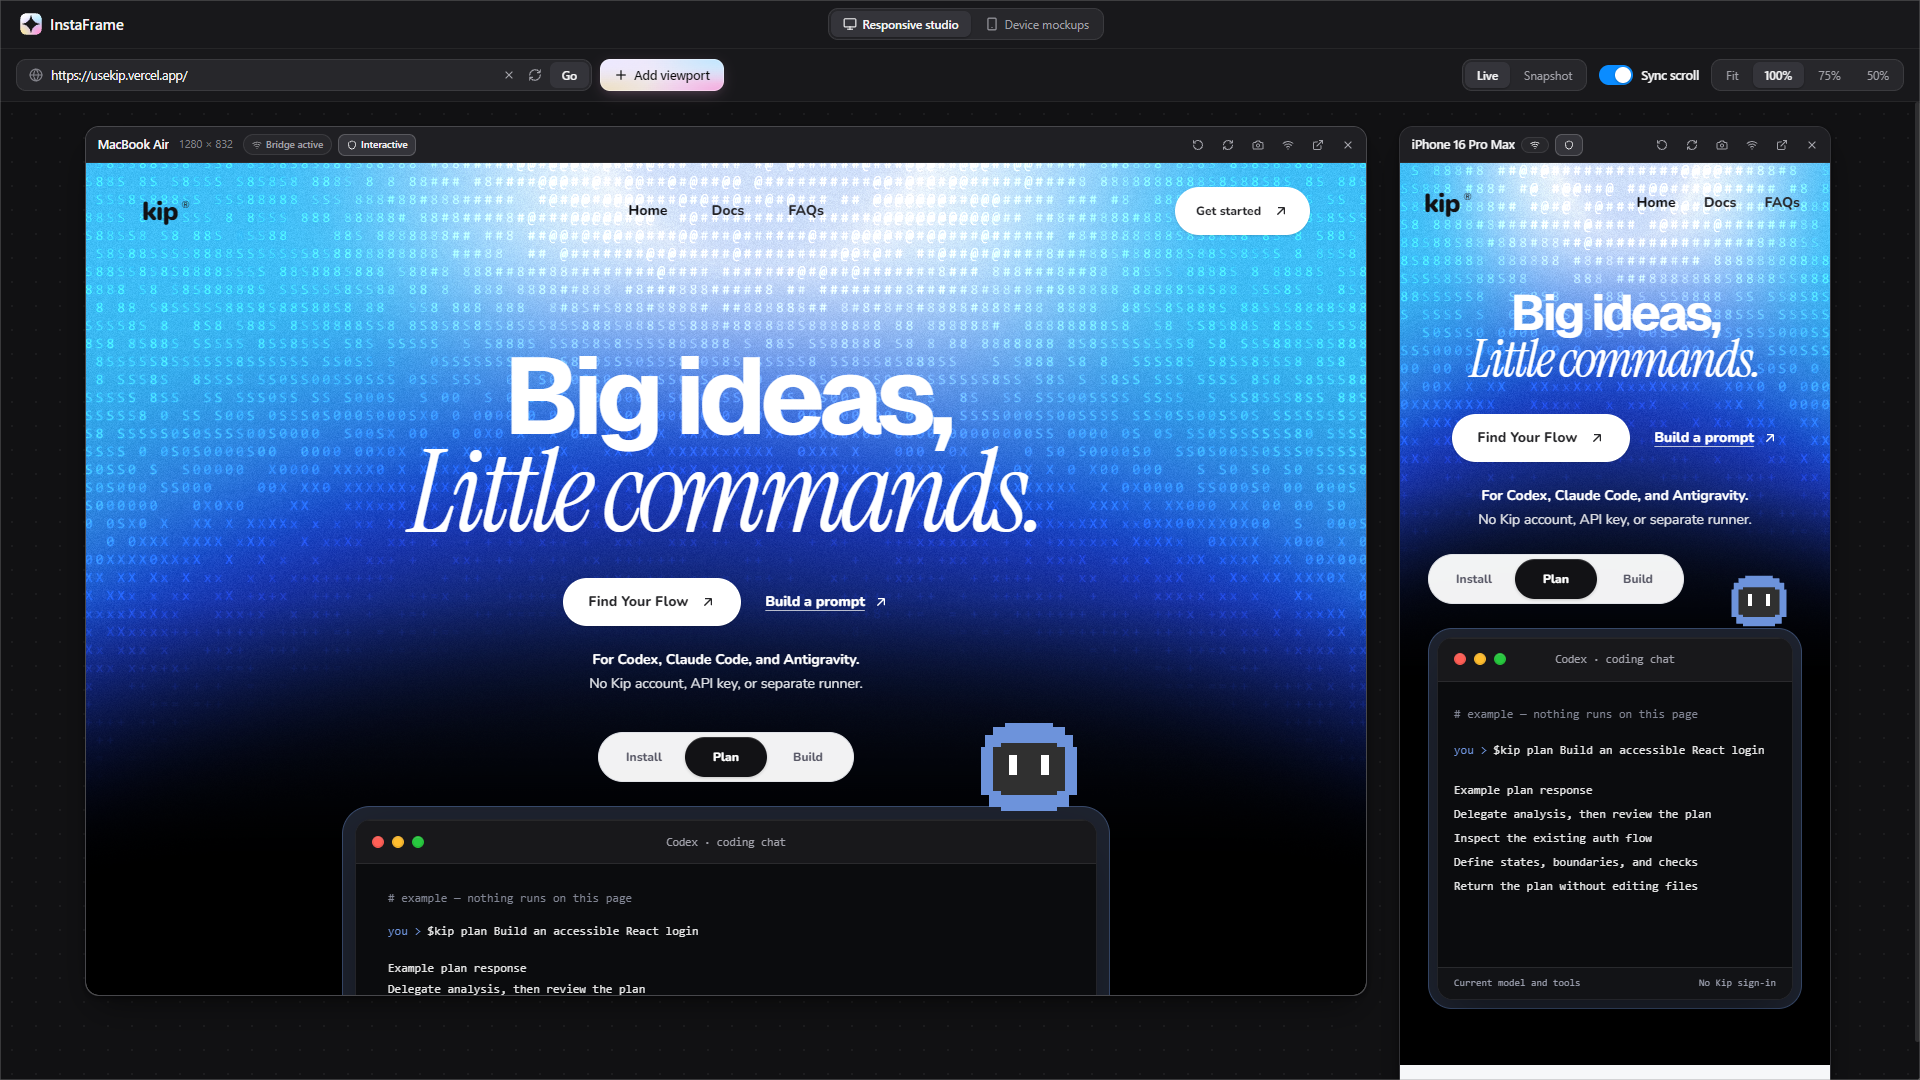 InstaFrame
Responsive studio
Device mockups
https://usekip.vercel.app/
Go
+ Add viewport
Live
Snapshot
Sync scroll
Fit
100%
75%
50%
MacBook Air 1280 × 832
Bridge active
Interactive
kip®
Home
Docs
FAQs
Get started
Big ideas,
Little commands.
Find Your Flow
Build a prompt
For Codex, Claude Code, and Antigravity.
No Kip account, API key, or separate runner.
Install
Plan
Build
Codex · coding chat
# example — nothing runs on this page
you > $kip plan Build an accessible React login
Example plan response
Delegate analysis, then review the plan
iPhone 16 Pro Max
kip®
Home
Docs
FAQs
Big ideas,
Little commands.
Find Your Flow
Build a prompt
For Codex, Claude Code, and Antigravity.
No Kip account, API key, or separate runner.
Install
Plan
Build
Codex · coding chat
# example — nothing runs on this page
you > $kip plan Build an accessible React login
Example plan response
Delegate analysis, then review the plan
Inspect the existing auth flow
Define states, boundaries, and checks
Return the plan without editing files
Current model and tools
No Kip sign-in